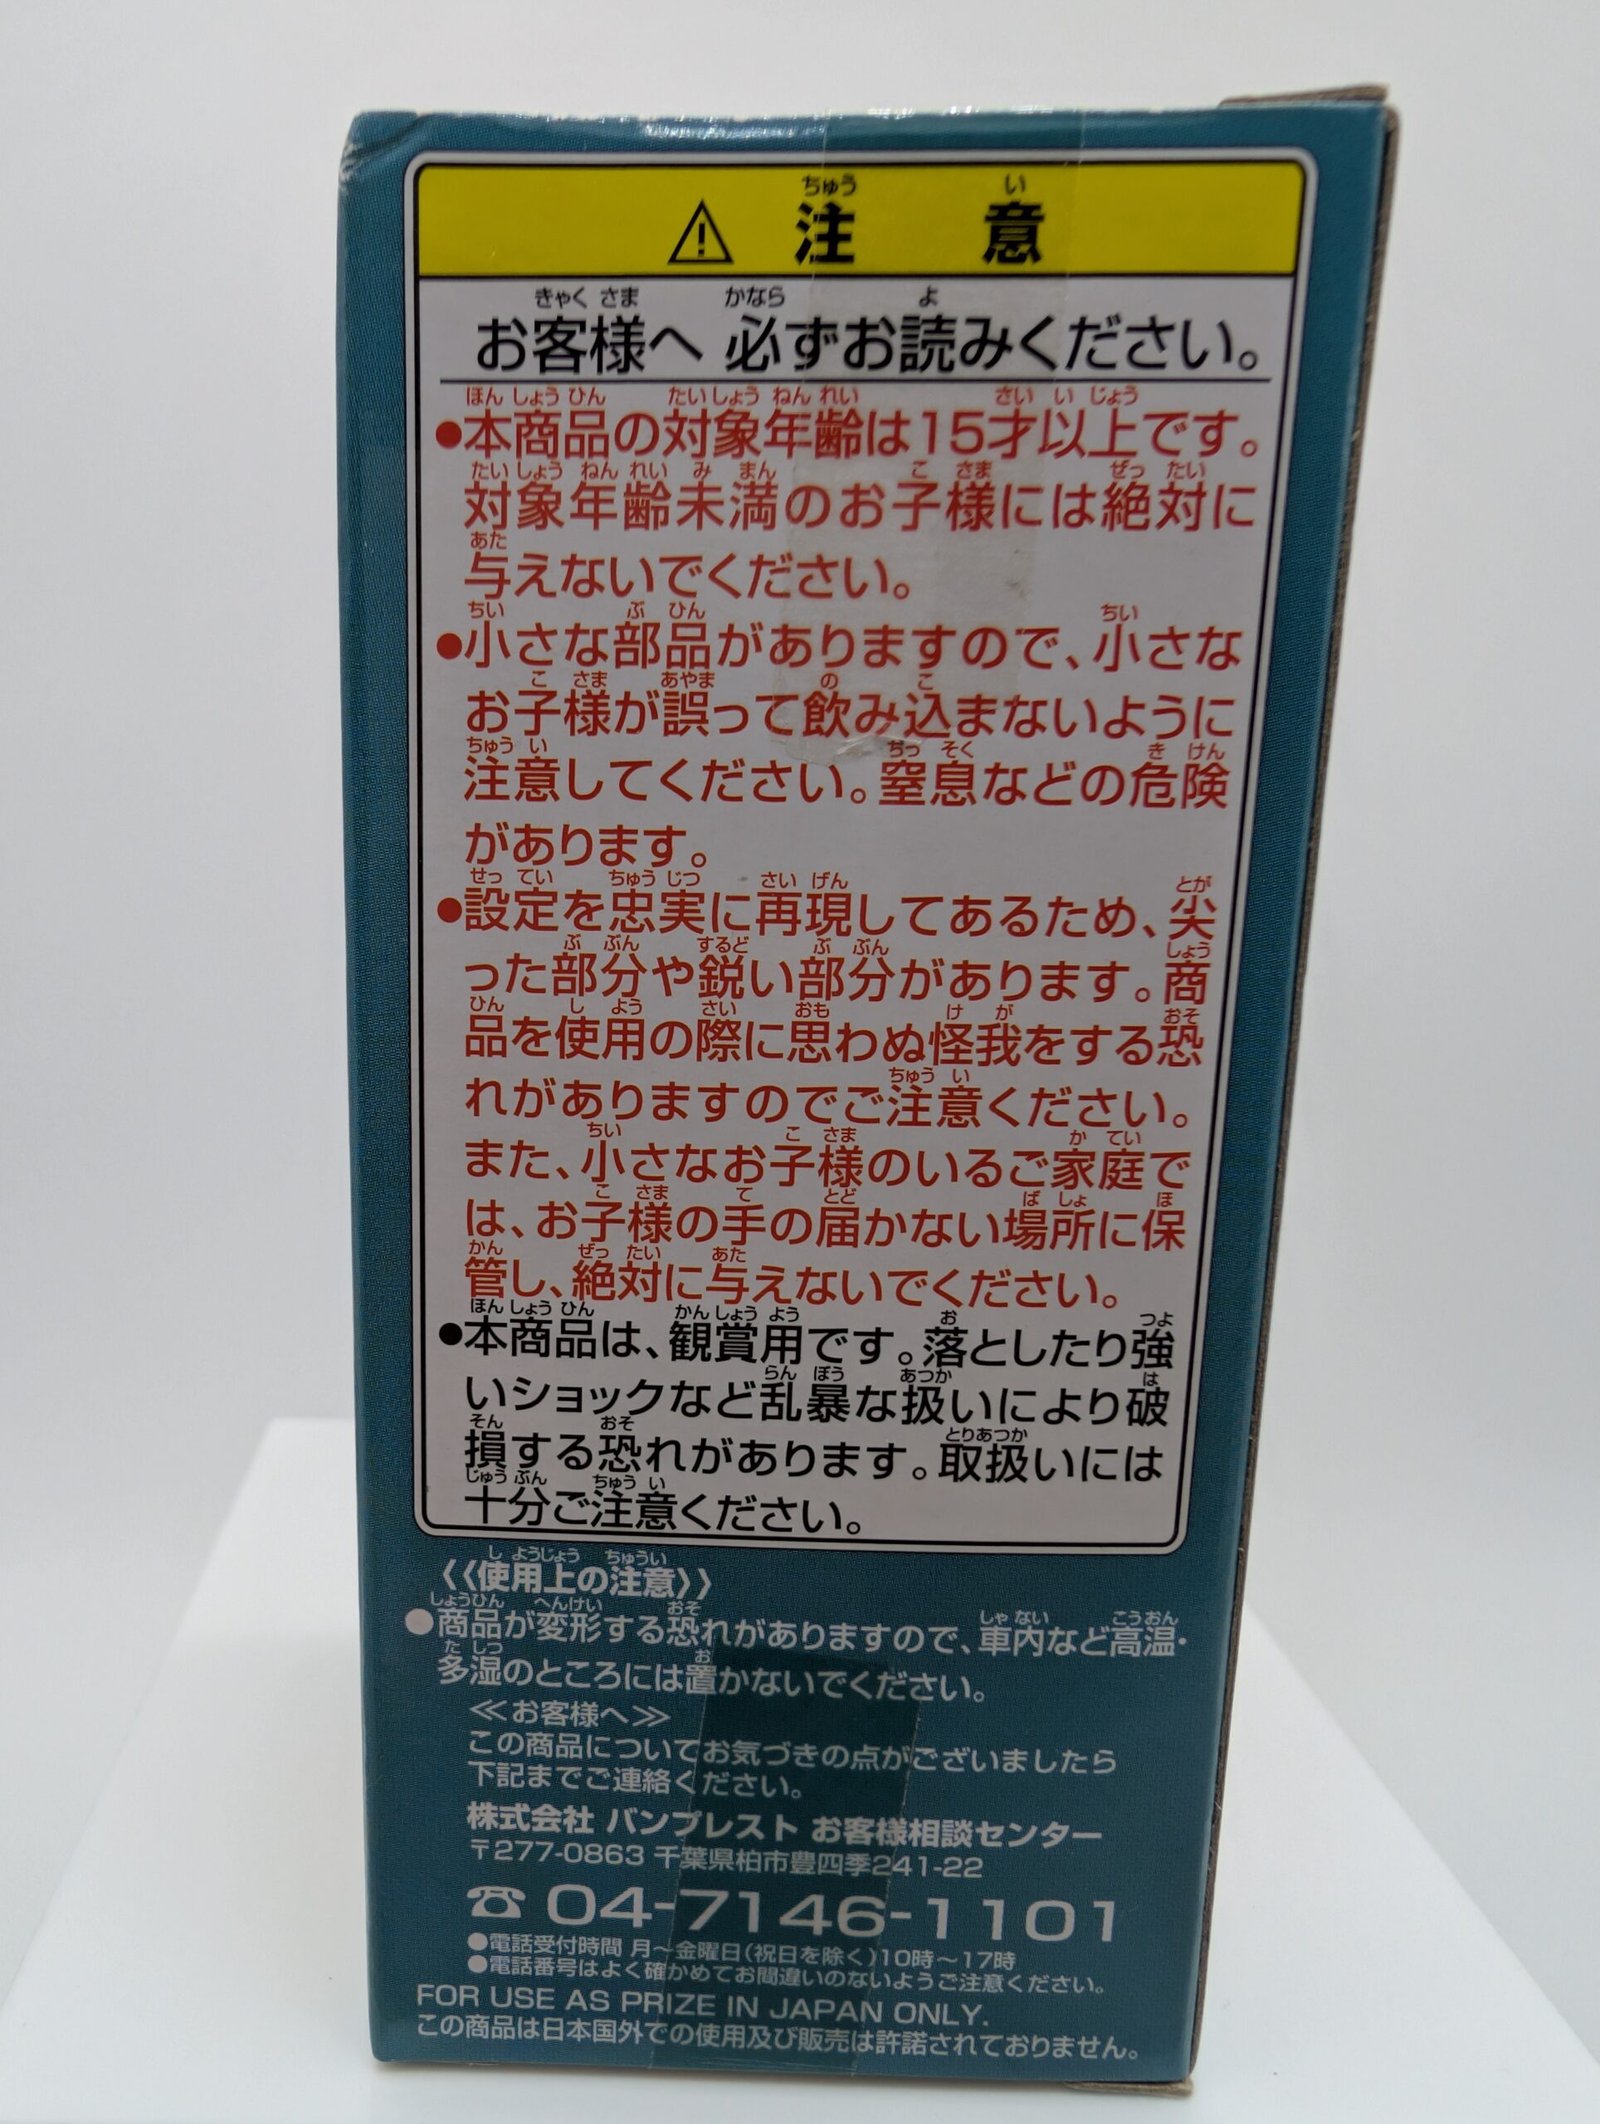 ⚠ 注意
お客様へ 必ずお読みください。
●本商品の対象年齢は15才以上です。
対象年齢未満のお子様には絶対に
与えないでください。
●小さな部品がありますので、小さな
お子様が誤って飲み込まないように
注意してください。窒息などの危険
があります。
●設定を忠実に再現してあるため、尖
った部分や鋭い部分があります。商
品を使用の際に思わぬ怪我をする恐
れがありますのでご注意ください。
また、小さなお子様のいるご家庭で
は、お子様の手の届かない場所に保
管し、絶対に与えないでください。
●本商品は、観賞用です。落としたり強
いショックなど乱暴な扱いにより破
損する恐れがあります。取扱いには
十分ご注意ください。
《使用上の注意》
●商品が変形する恐れがありますので、車内など高温・
多湿のところには置かないでください。
≪お客様へ≫
この商品についてお気づきの点がございましたら
下記までご連絡ください。
株式会社 バンプレスト お客様相談センター
〒277-0863 千葉県柏市豊四季241-22
☎04-7146-1101
●電話受付時間 月～金曜日(祝日を除く)10時～17時
●電話番号はよく確かめてお間違いのないようご注意ください。
FOR USE AS PRIZE IN JAPAN ONLY.
この商品は日本国外での使用及び販売は許諾されておりません。